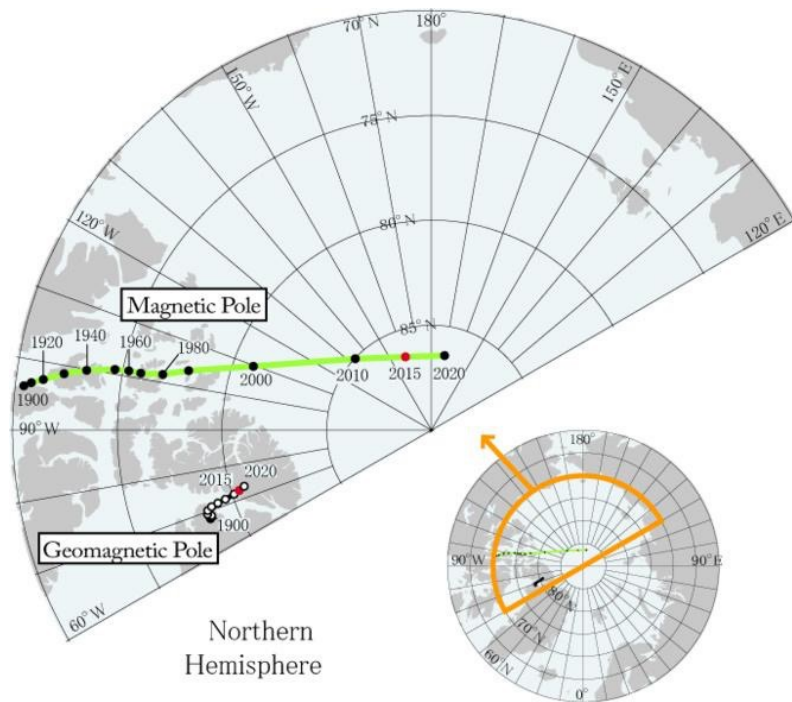 180°
70°N
150°W
150°E
75°N
120°W
80°N
120°E
Magnetic Pole
85°N
1920
1940
1960
1980
2000
2010
2015
2020
1900
90°W
2015
2020
1900
Geomagnetic Pole
60°W
Northern
Hemisphere
180°
90°W
90°E
80°N
70°N
60°N
0°